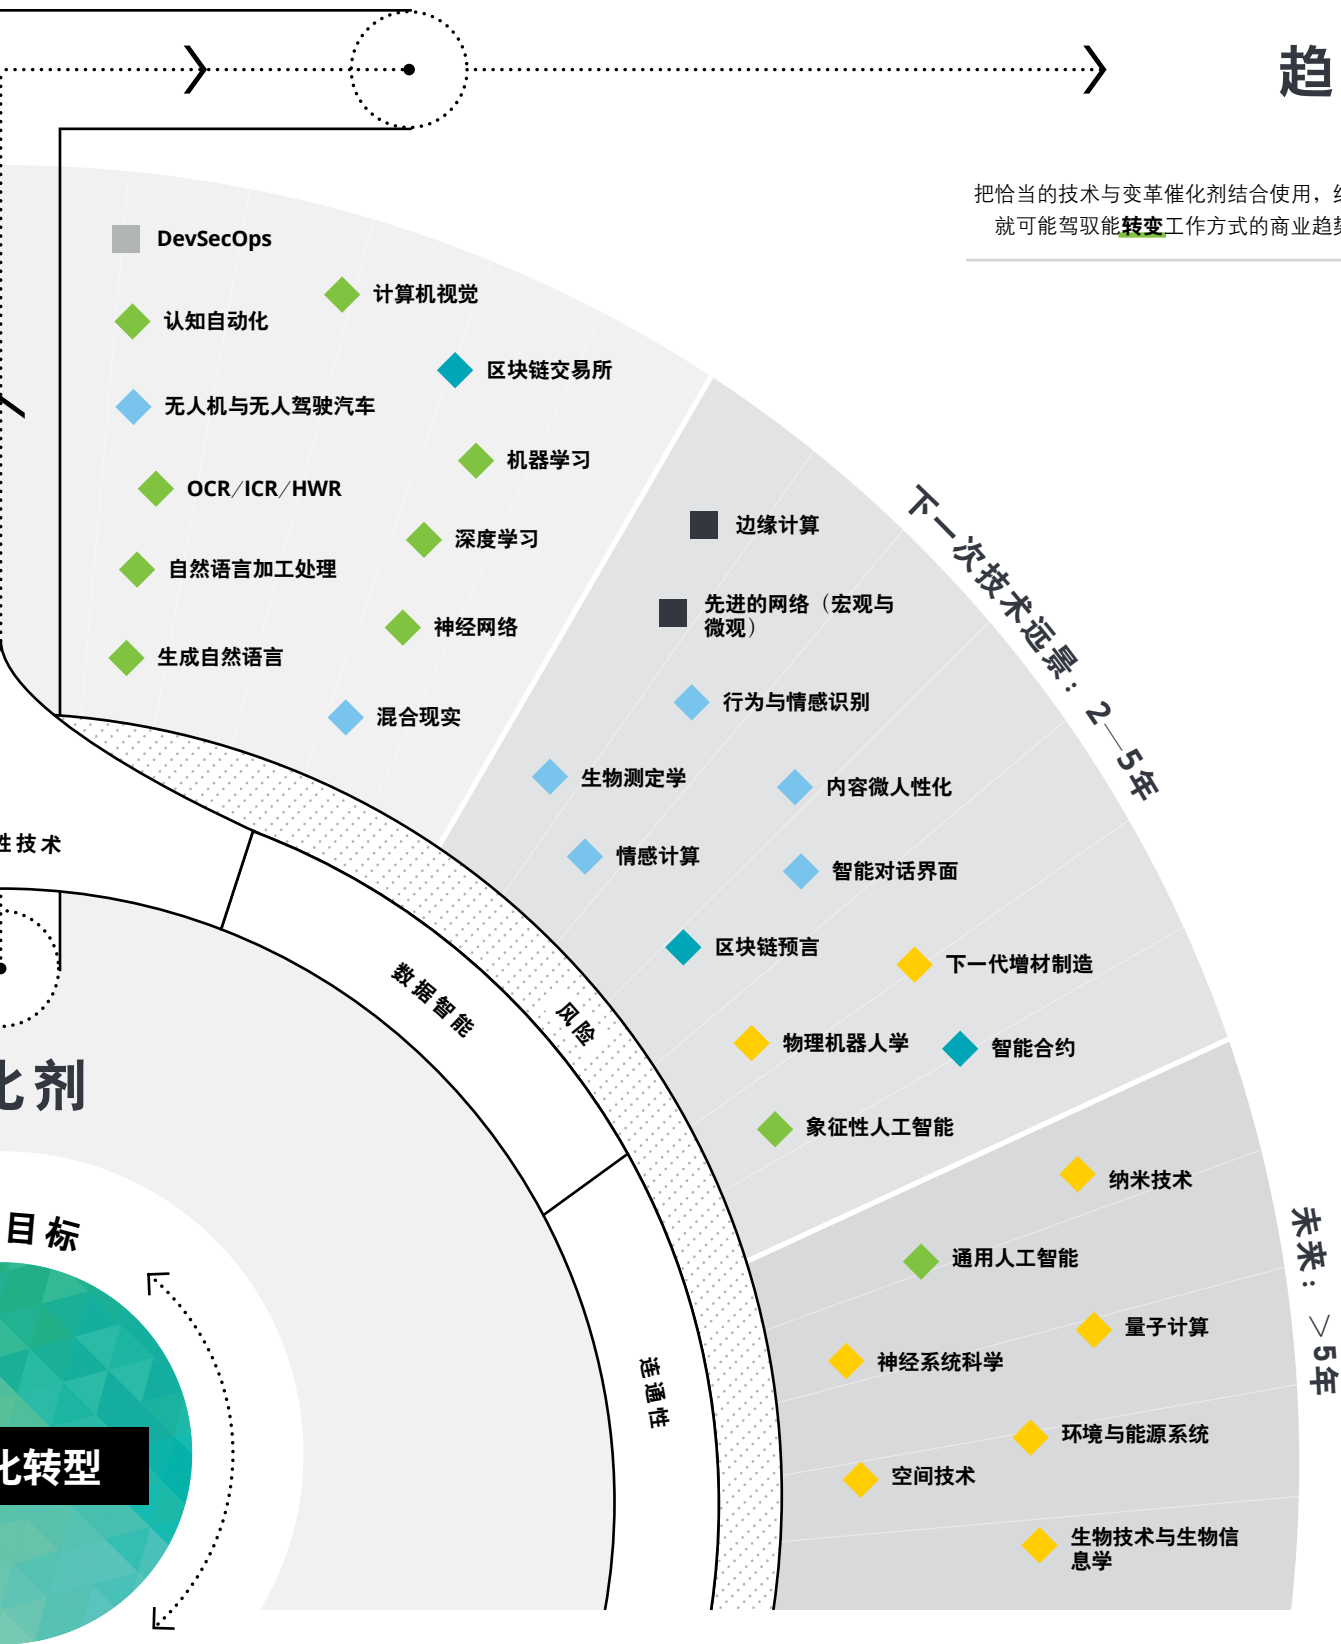 趋
把恰当的技术与变革催化剂结合使用，
就可能驾驭能转变工作方式的商业趋势
DevSecOps
计算机视觉
认知自动化
区块链交易所
无人机与无人驾驶汽车
机器学习
OCR/ICR/HWR
深度学习
自然语言加工处理
神经网络
生成自然语言
混合现实
下一次技术远景：2—5年
边缘计算
先进的网络（宏观与
微观）
行为与情感识别
生物测定学
内容微人性化
情感计算
智能对话界面
区块链预言
下一代增材制造
物理机器人学
智能合约
象征性人工智能
未来：>5年
纳米技术
通用人工智能
量子计算
神经系统科学
环境与能源系统
空间技术
生物技术与生物信
息学
性技术
数据智能
风险
连通性
化剂
目标
化转型